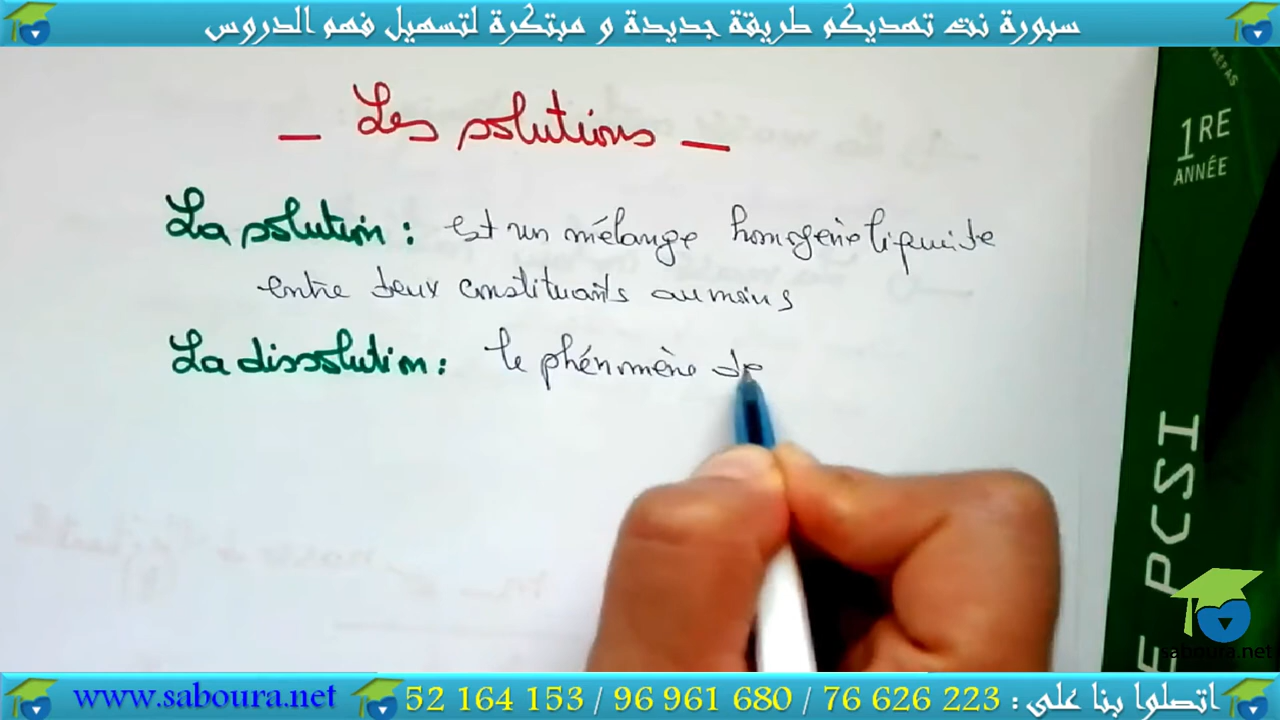 سبورة نت تهديكم طريقة جديدة و مبتكرة لتسهيل فهم الدروس
PRÉPAS
1RE
ANNÉE
_ Les solutions _
La solution : est un mélange homogène liquide
entre deux constituants au moins
La dissolution : le phénomène de
PCSI
saboura.net
www.saboura.net
52 164 153 / 96 961 680 / 76 626 223 : اتصلوا بنا على